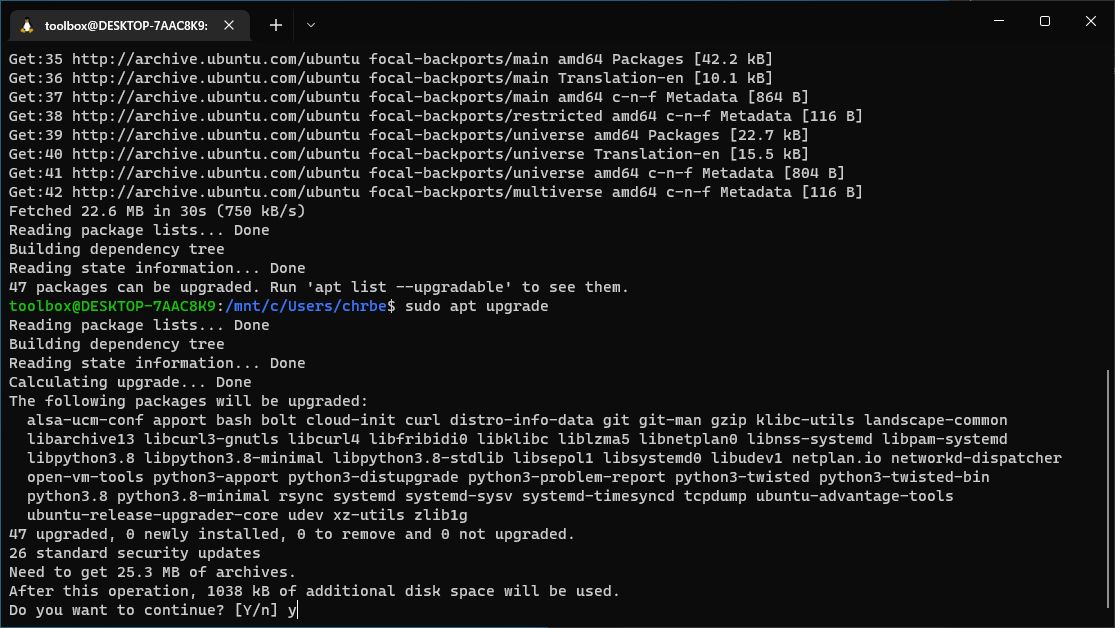 toolbox@DESKTOP-7AAC8K9:
Get:35 http://archive.ubuntu.com/ubuntu focal-backports/main amd64 Packages [42.2 kB]
Get:36 http://archive.ubuntu.com/ubuntu focal-backports/main Translation-en [10.1 kB]
Get:37 http://archive.ubuntu.com/ubuntu focal-backports/main amd64 c-n-f Metadata [864 B]
Get:38 http://archive.ubuntu.com/ubuntu focal-backports/restricted amd64 c-n-f Metadata [116 B]
Get:39 http://archive.ubuntu.com/ubuntu focal-backports/universe amd64 Packages [22.7 kB]
Get:40 http://archive.ubuntu.com/ubuntu focal-backports/universe Translation-en [15.5 kB]
Get:41 http://archive.ubuntu.com/ubuntu focal-backports/universe amd64 c-n-f Metadata [804 B]
Get:42 http://archive.ubuntu.com/ubuntu focal-backports/multiverse amd64 c-n-f Metadata [116 B]
Fetched 22.6 MB in 30s (750 kB/s)
Reading package lists... Done
Building dependency tree
Reading state information... Done
47 packages can be upgraded. Run 'apt list --upgradable' to see them.
toolbox@DESKTOP-7AAC8K9:/mnt/c/Users/chrbe$ sudo apt upgrade
Reading package lists... Done
Building dependency tree
Reading state information... Done
Calculating upgrade... Done
The following packages will be upgraded:
  alsa-ucm-conf apport bash bolt cloud-init curl distro-info-data git git-man gzip klibc-utils landscape-common
  libarchive13 libcurl3-gnutls libcurl4 libfribidi0 libklibc liblzma5 libnetplan0 libnss-systemd libpam-systemd
  libpython3.8 libpython3.8-minimal libpython3.8-stdlib libsepol1 libsystemd0 libudev1 netplan.io networkd-dispatcher
  open-vm-tools python3-apport python3-distupgrade python3-problem-report python3-twisted python3-twisted-bin
  python3.8 python3.8-minimal rsync systemd systemd-sysv systemd-timesyncd tcpdump ubuntu-advantage-tools
  ubuntu-release-upgrader-core udev xz-utils zlib1g
47 upgraded, 0 newly installed, 0 to remove and 0 not upgraded.
26 standard security updates
Need to get 25.3 MB of archives.
After this operation, 1038 kB of additional disk space will be used.
Do you want to continue? [Y/n] y